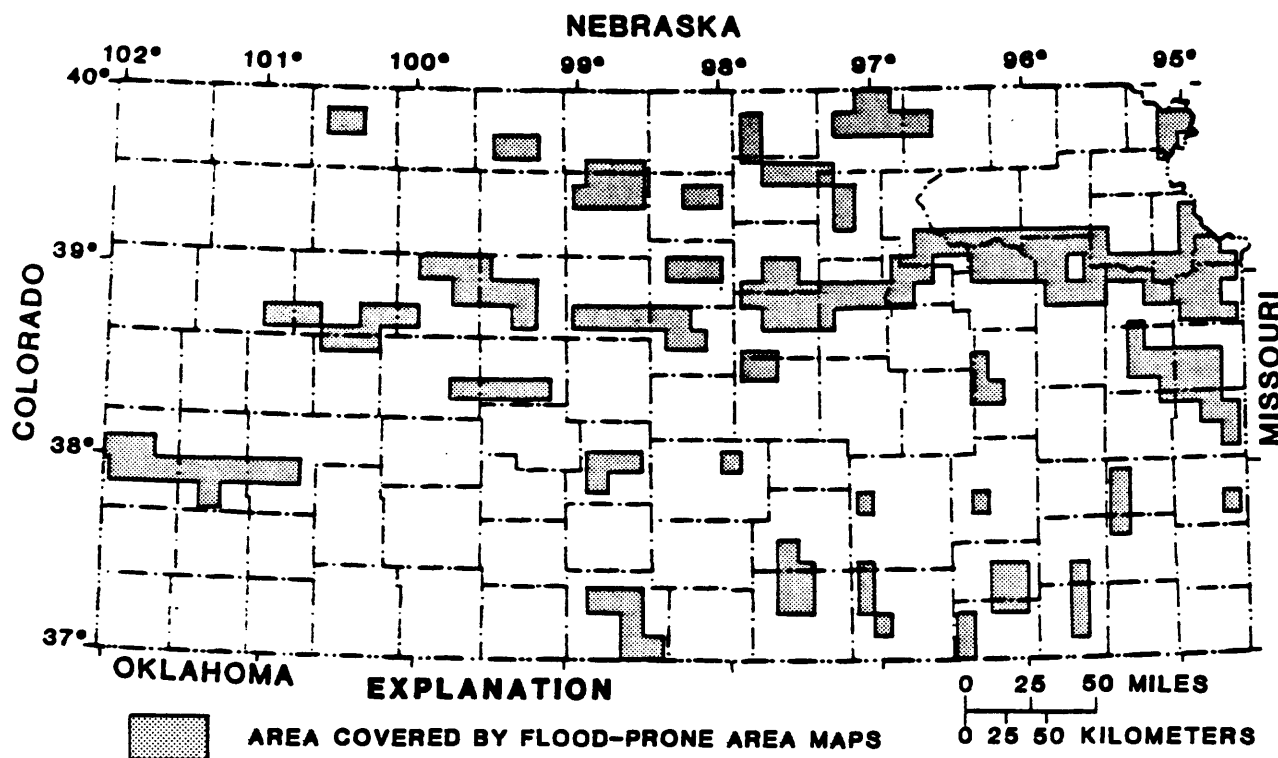 NEBRASKA
102° 101° 100° 99° 98° 97° 96° 95°
40°
39°
COLORADO
MISSOURI
38°
37°
OKLAHOMA
EXPLANATION
0 25 50 MILES
0 25 50 KILOMETERS
AREA COVERED BY FLOOD-PRONE AREA MAPS